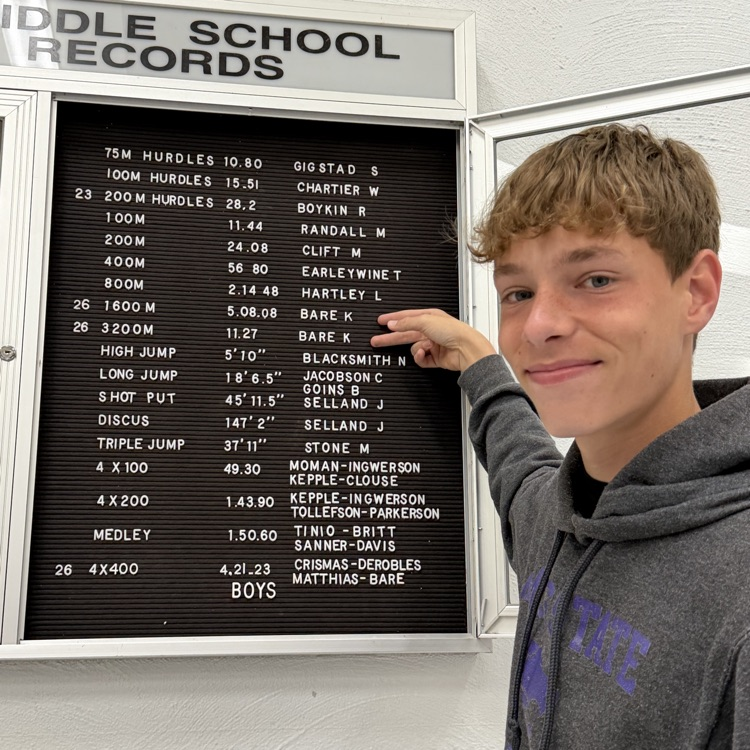 IDDLE SCHOOL
RECORDS
75M HURDLES 10.80 GIGSTAD S
100M HURDLES 15.51 CHARTIER W
23 200M HURDLES 28.2 BOYKIN R
100M 11.44 RANDALL M
200M 24.08 CLIFT M
400M 56 80 EARLEYWINE T
800M 2.14 48 HARTLEY L
26 1600M 5.08.08 BARE K
26 3200M 11.27 BARE K
HIGH JUMP 5'10" BLACKSMITH N
LONG JUMP 18'6.5" JACOBSON C
GOINS B
SHOT PUT 45'11.5" SELLAND J
DISCUS 147'2" SELLAND J
TRIPLE JUMP 37'11" STONE M
4 X 100 49.30 MOMAN-INGWERSON
KEPPLE-CLOUSE
4 X 200 1.43.90 KEPPLE-INGWERSON
TOLLEFSON-PARKERSON
MEDLEY 1.50.60 TINIO-BRITT
SANNER-DAVIS
26 4X400 4.21.23 CRISMAS-DEROBLES
MATTHIAS-BARE
BOYS
STATE